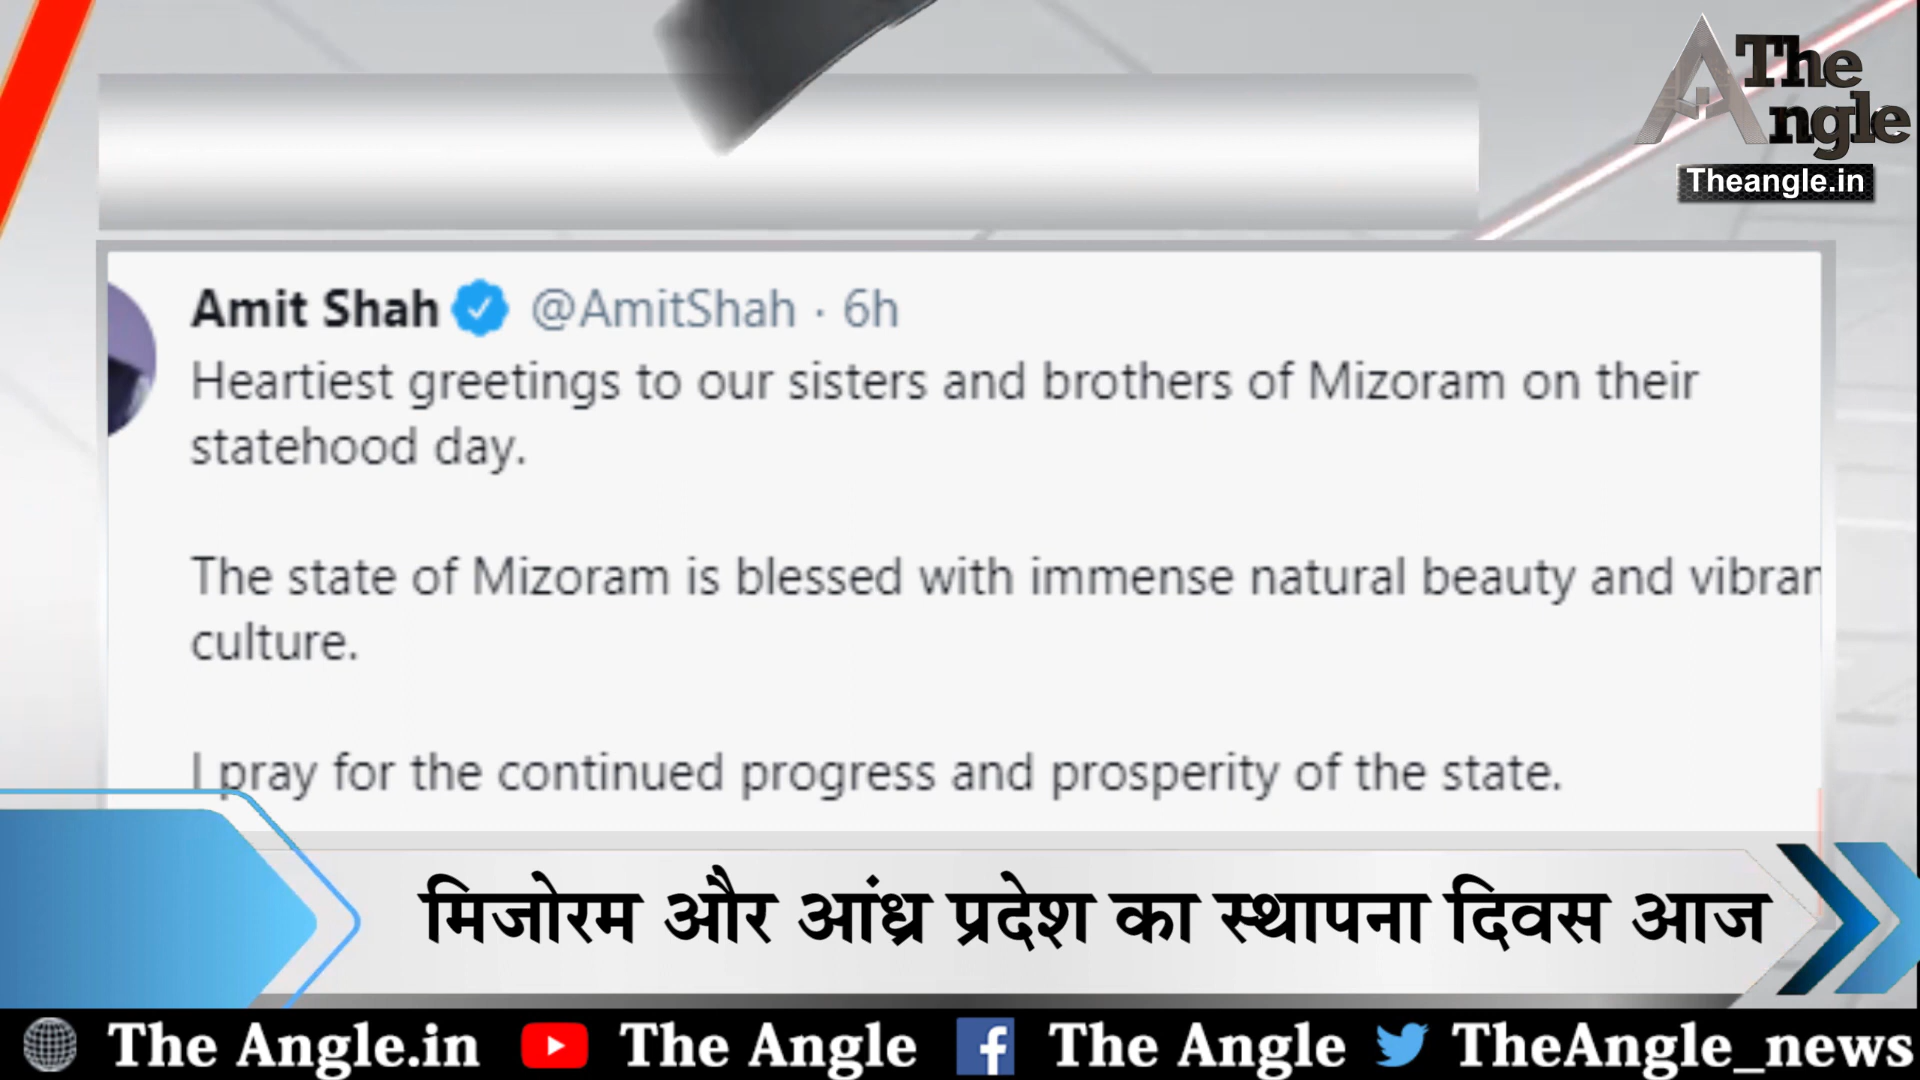 The
Angle
Theangle.in
Amit Shah @AmitShah · 6h
Heartiest greetings to our sisters and brothers of Mizoram on their
statehood day.
The state of Mizoram is blessed with immense natural beauty and
culture.
I pray for the continued progress and prosperity of the state.
मिजोरम और आंध्र प्रदेश का स्थापना दिवस आज
The Angle.in The Angle The Angle TheAngle_news